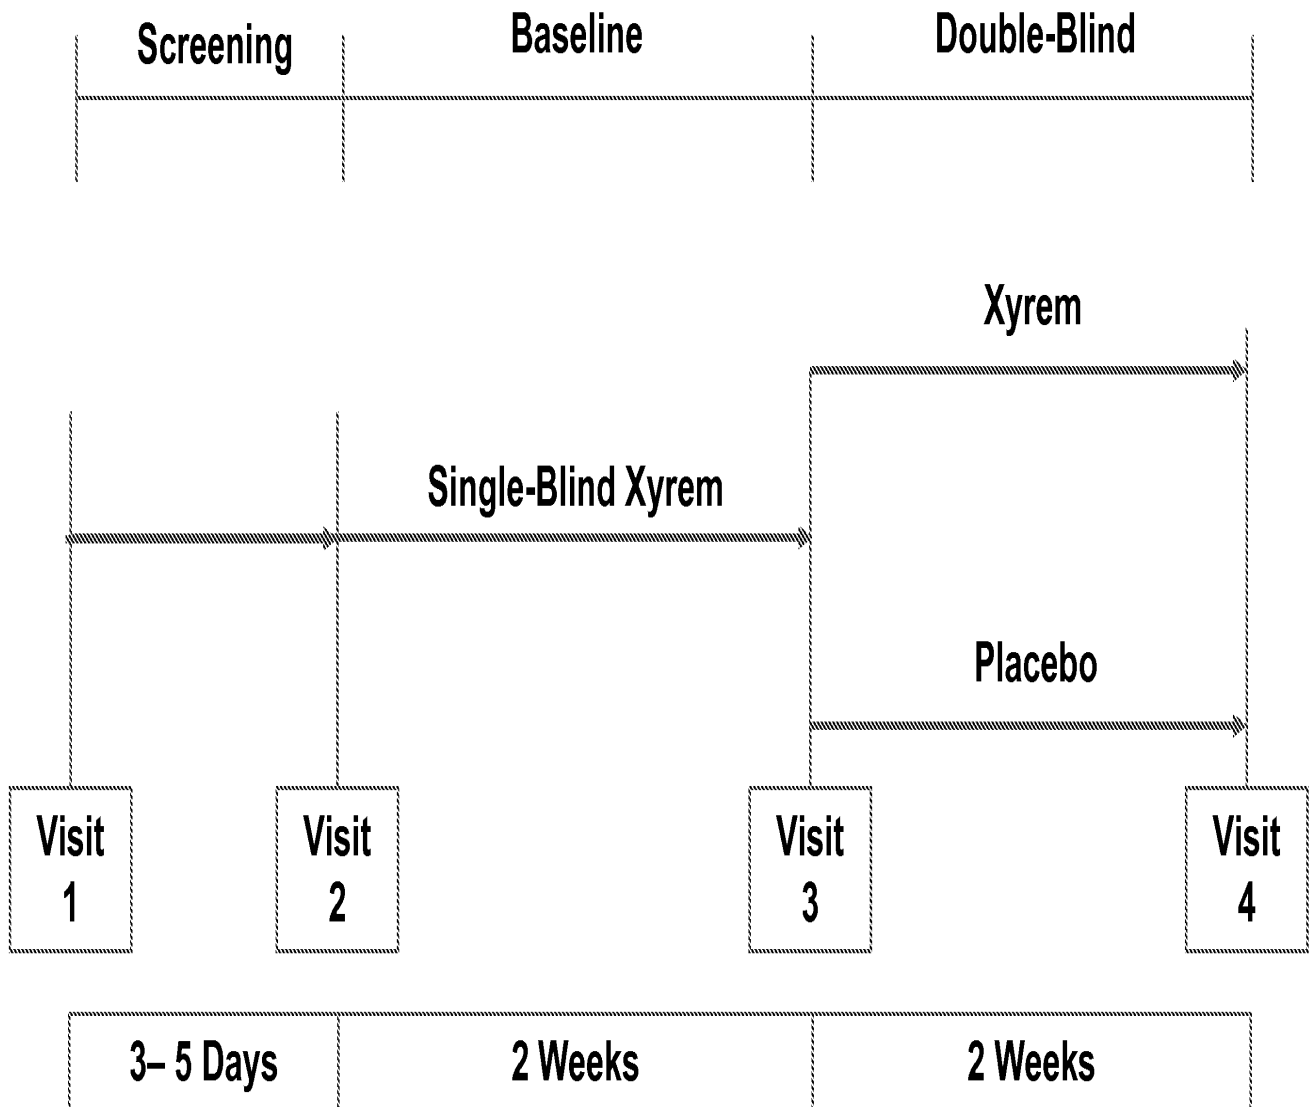 Screening
Baseline
Double-Blind
Xyrem
Single-Blind Xyrem
Placebo
Visit
1
Visit
2
Visit
3
Visit
4
3– 5 Days
2 Weeks
2 Weeks